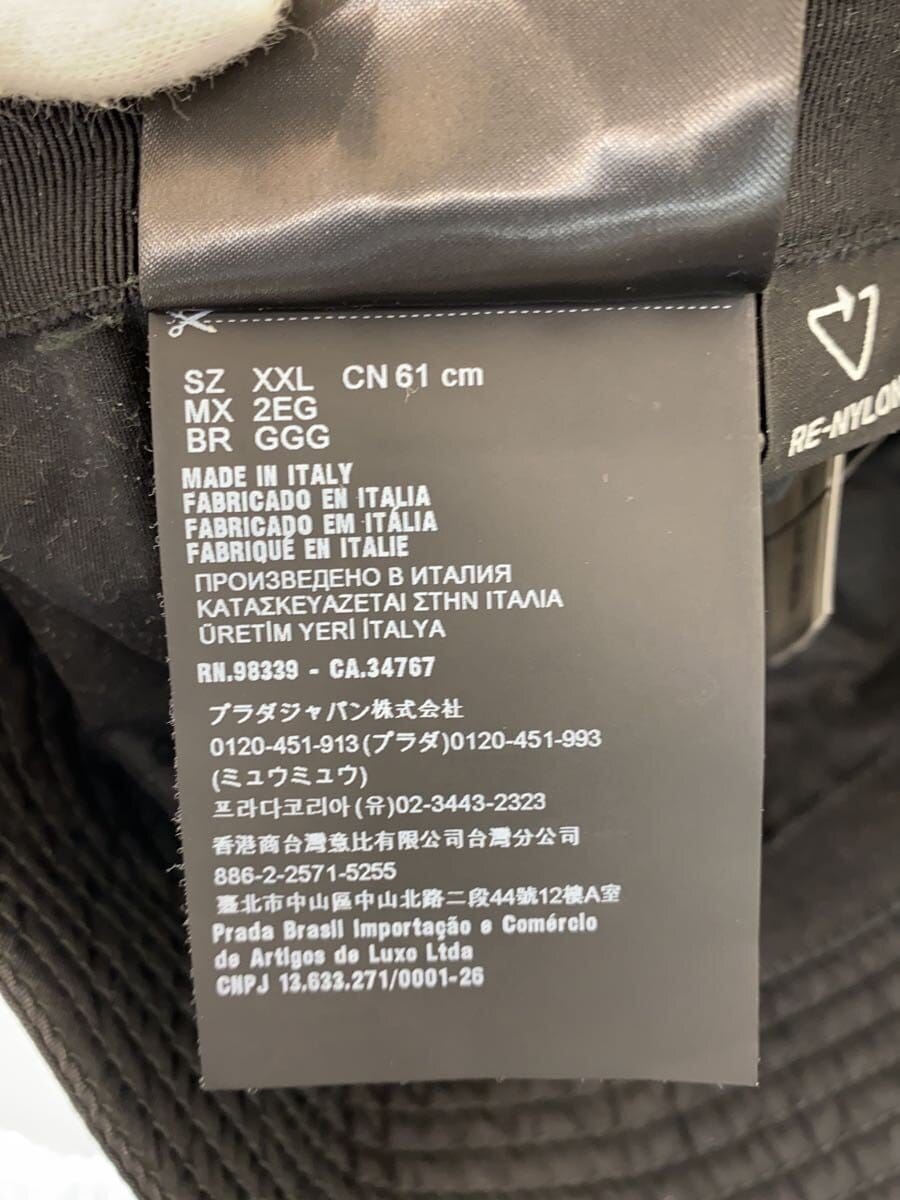 SZ XXL CN 61 cm
MX 2EG
BR GGG
MADE IN ITALY
FABRICADO EN ITALIA
FABRICADO EM ITÁLIA
FABRIQUÉ EN ITALIE
ПРОИЗВЕДЕНО В ИТАЛИЯ
ΚΑΤΑΣΚΕΥΑΖΕΤΑΙ ΣΤΗΝ ΙΤΑΛΙΑ
ÜRETİM YERİ İTALYA
RN.98339 - CA.34767
プラダジャパン株式会社
0120-451-913(プラダ)0120-451-993
(ミュウミュウ)
프라다코리아(유)02-3443-2323
香港商台灣意比有限公司台灣分公司
886-2-2571-5255
臺北市中山區中山北路二段44號12樓A室
Prada Brasil Importação e Comércio
de Artigos de Luxo Ltda
CNPJ 13.633.271/0001-26
RE-NYLON